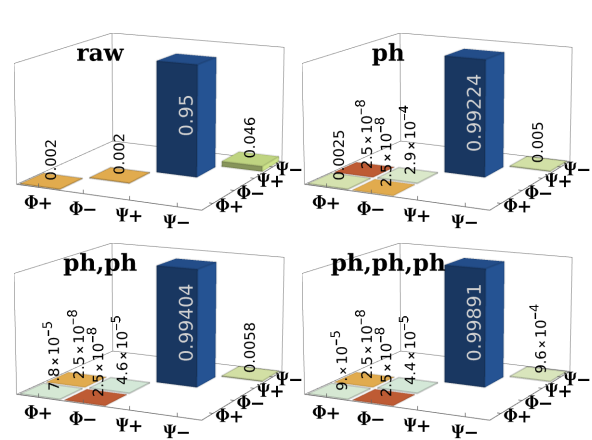 raw
0.002
0.002
0.95
0.046
Φ+
Φ−
Ψ+
Ψ−
Φ+
Φ−
Ψ+
Ψ−
ph
0.0025
2.5×10⁻⁸
2.5×10⁻⁸
2.9×10⁻⁴
0.99224
0.005
Φ+
Φ−
Ψ+
Ψ−
Φ+
Φ−
Ψ+
Ψ−
ph,ph
7.8×10⁻⁵
2.5×10⁻⁸
2.5×10⁻⁸
4.6×10⁻⁵
0.99404
0.0058
Φ+
Φ−
Ψ+
Ψ−
Φ+
Φ−
Ψ+
Ψ−
ph,ph,ph
9.×10⁻⁵
2.5×10⁻⁸
2.5×10⁻⁸
4.4×10⁻⁵
0.99891
9.6×10⁻⁴
Φ+
Φ−
Ψ+
Ψ−
Φ+
Φ−
Ψ+
Ψ−